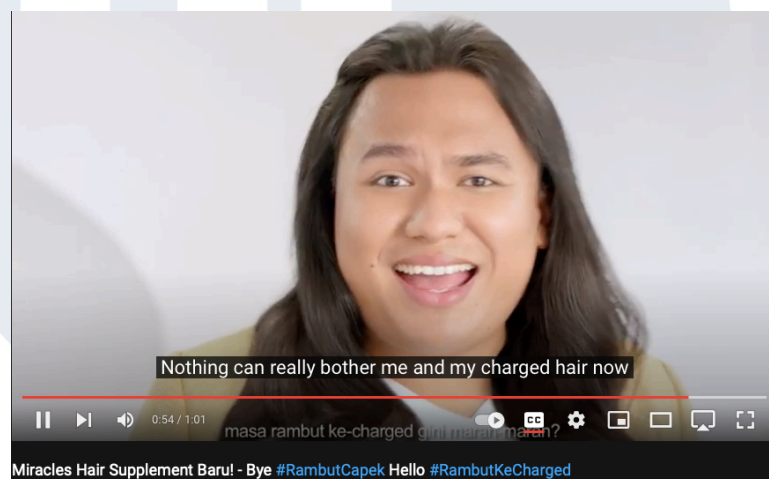 Nothing can really bother me and my charged hair now
0:54 / 1:01
CC
masa rambut ke-charged gini marah-marah?
Miracles Hair Supplement Baru! - Bye #RambutCapek Hello #RambutKeCharged